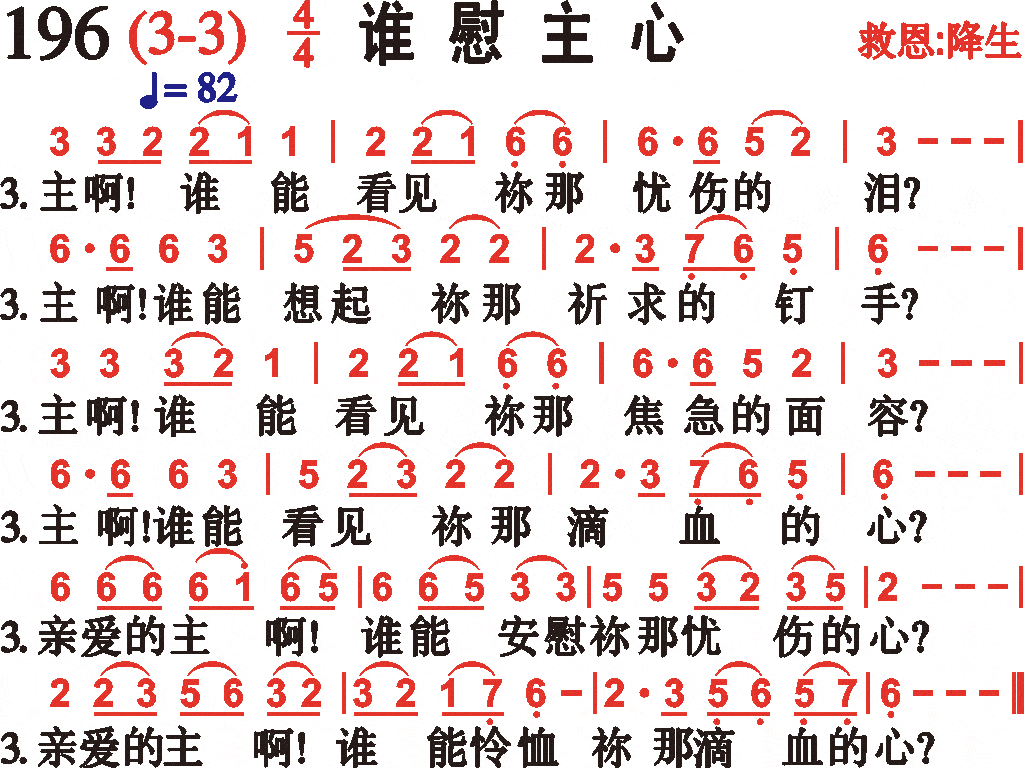 196 (3-3) 4/4 谁慰主心 救恩:降生
♩= 82
3 3 2 2 1 1 | 2 2 1 6 6 | 6 · 6 5 2 | 3 - - - |
3. 主啊! 谁 能 看见 祢那 忧伤的 泪?
6 · 6 6 3 | 5 2 3 2 2 | 2 · 3 7 6 5 | 6 - - - |
3. 主 啊!谁能 想起 祢那 祈求的 钉 手?
3 3 3 2 1 | 2 2 1 6 6 | 6 · 6 5 2 | 3 - - - |
3. 主啊! 谁 能 看见 祢那 焦急的面 容?
6 · 6 6 3 | 5 2 3 2 2 | 2 · 3 7 6 5 | 6 - - - |
3. 主 啊!谁能 看见 祢那 滴 血 的 心?
6 6 6 6 1 6 5 | 6 6 5 3 3 | 5 5 3 2 3 5 | 2 - - - |
3. 亲爱的主 啊! 谁能 安慰祢那忧 伤的心?
2 2 3 5 6 3 2 | 3 2 1 7 6 - | 2 · 3 5 6 5 7 | 6 - - - ‖
3. 亲爱的主 啊! 谁 能怜恤 祢 那滴 血的心?